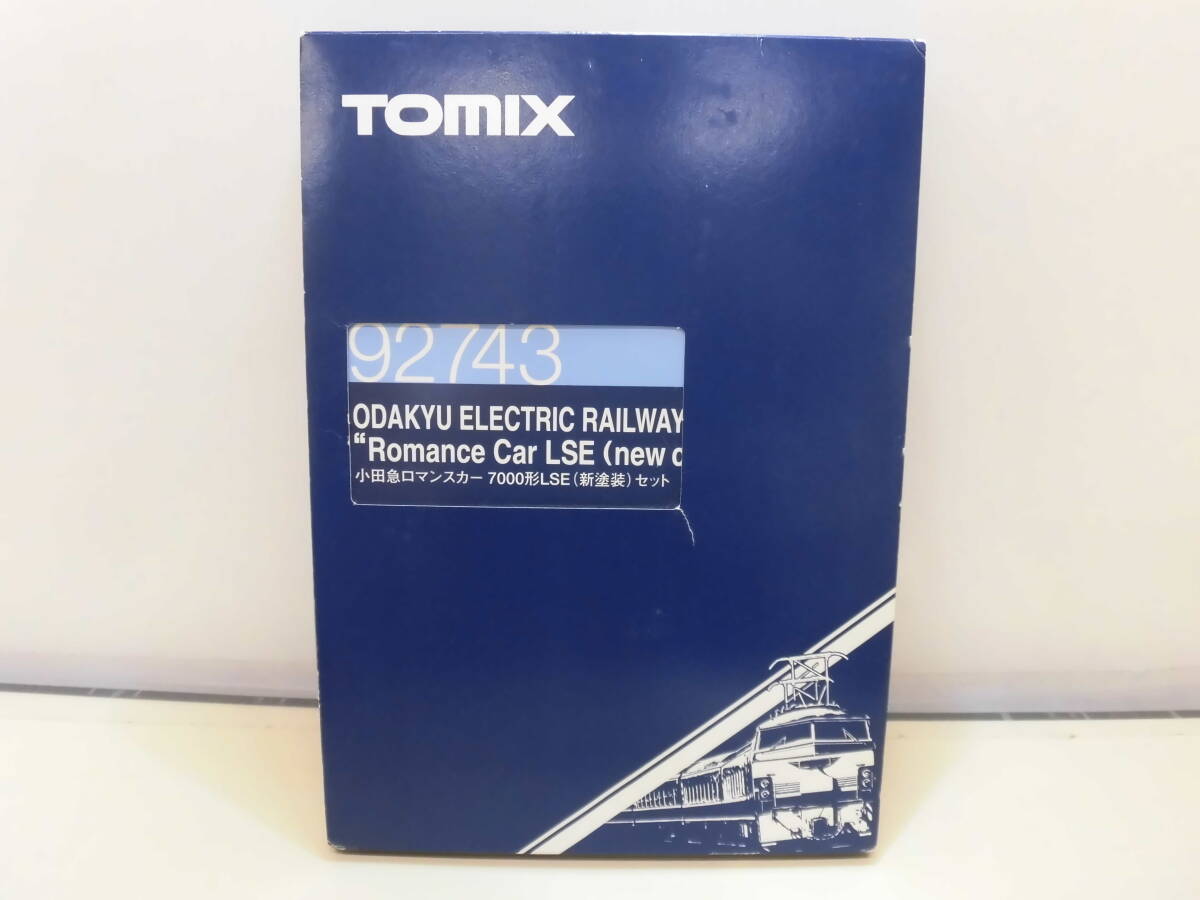 TOMIX
92743
ODAKYU ELECTRIC RAILWAY
“Romance Car LSE (new c
小田急ロマンスカー 7000形LSE(新塗装)セット